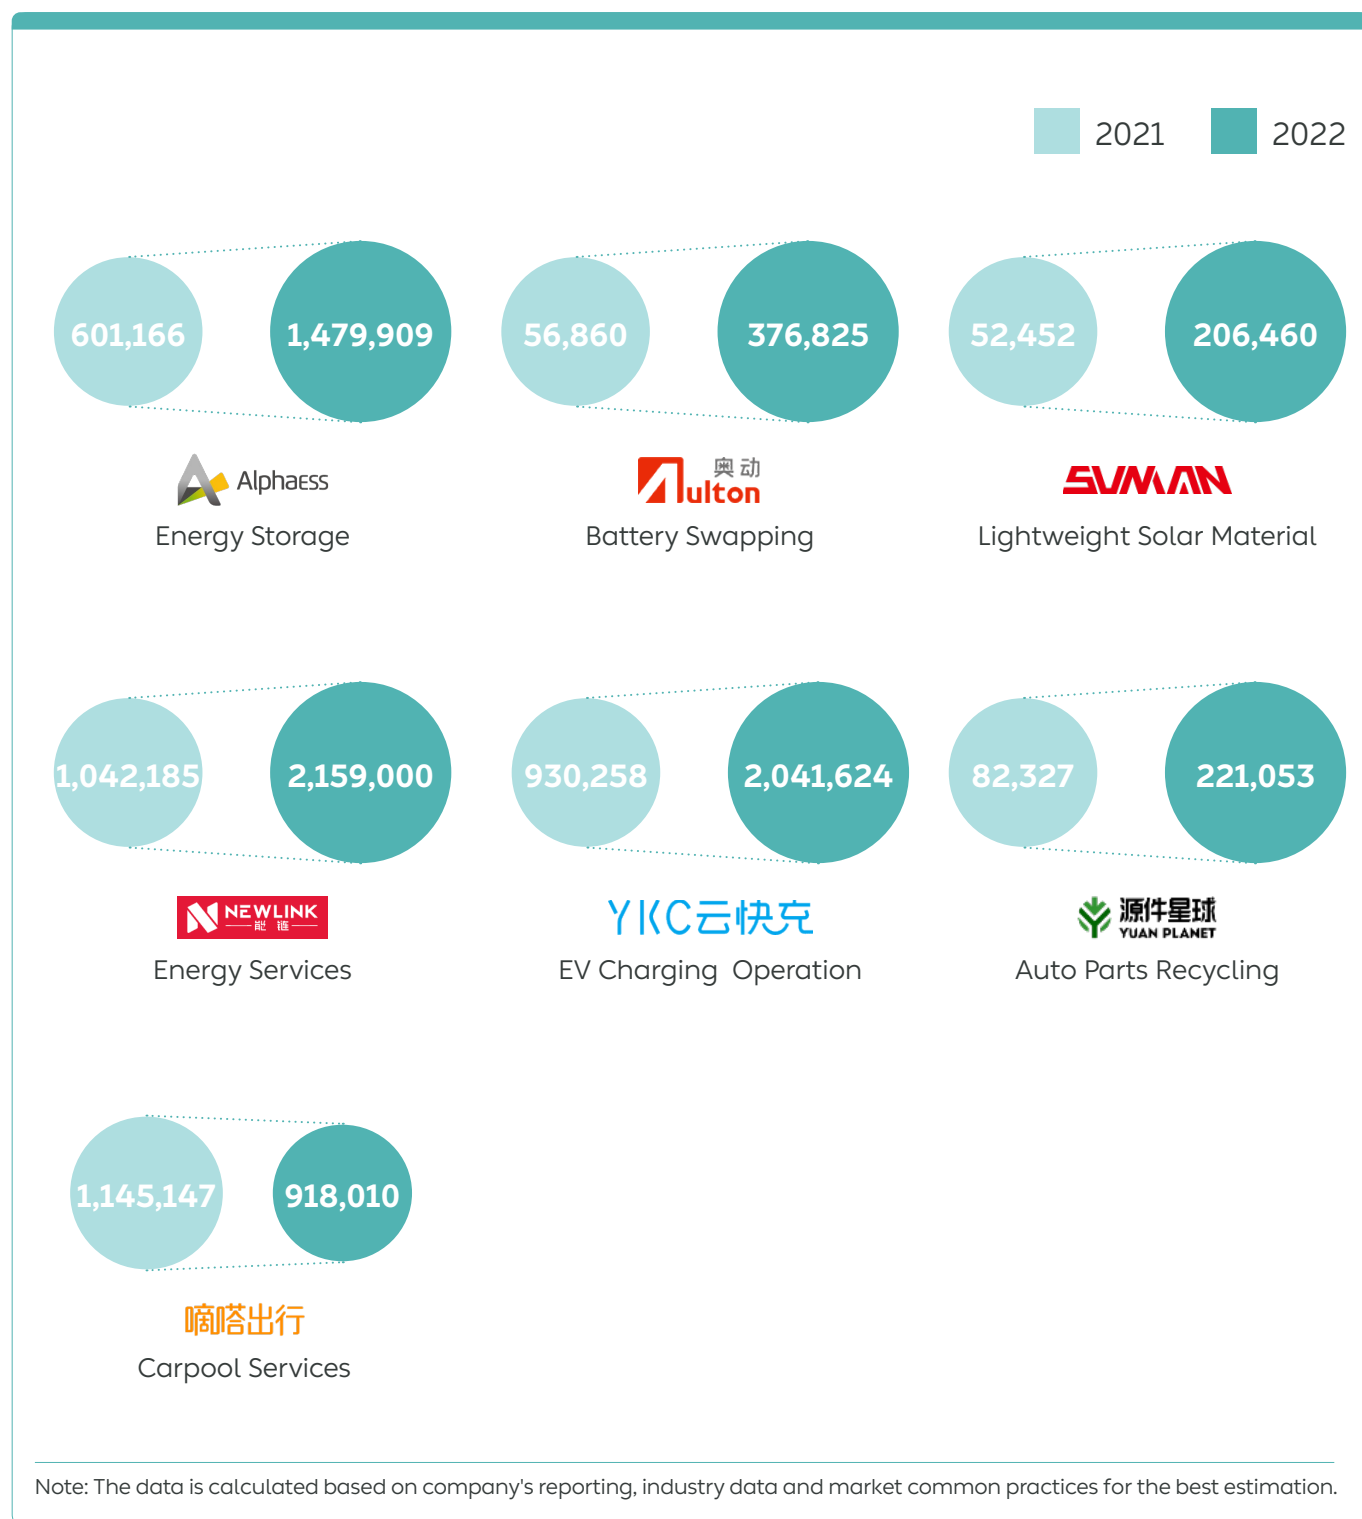 2021
2022
601,166
1,479,909
56,860
376,825
52,452
206,460
Alphaess
奥动
Aulton
SUMAN
Energy Storage
Battery Swapping
Lightweight Solar Material
1,042,185
2,159,000
930,258
2,041,624
82,327
221,053
NEWLINK
能链
YKC云快充
源件星球
YUAN PLANET
Energy Services
EV Charging Operation
Auto Parts Recycling
1,145,147
918,010
嘀嗒出行
Carpool Services
Note: The data is calculated based on company's reporting, industry data and market common practices for the best estimation.